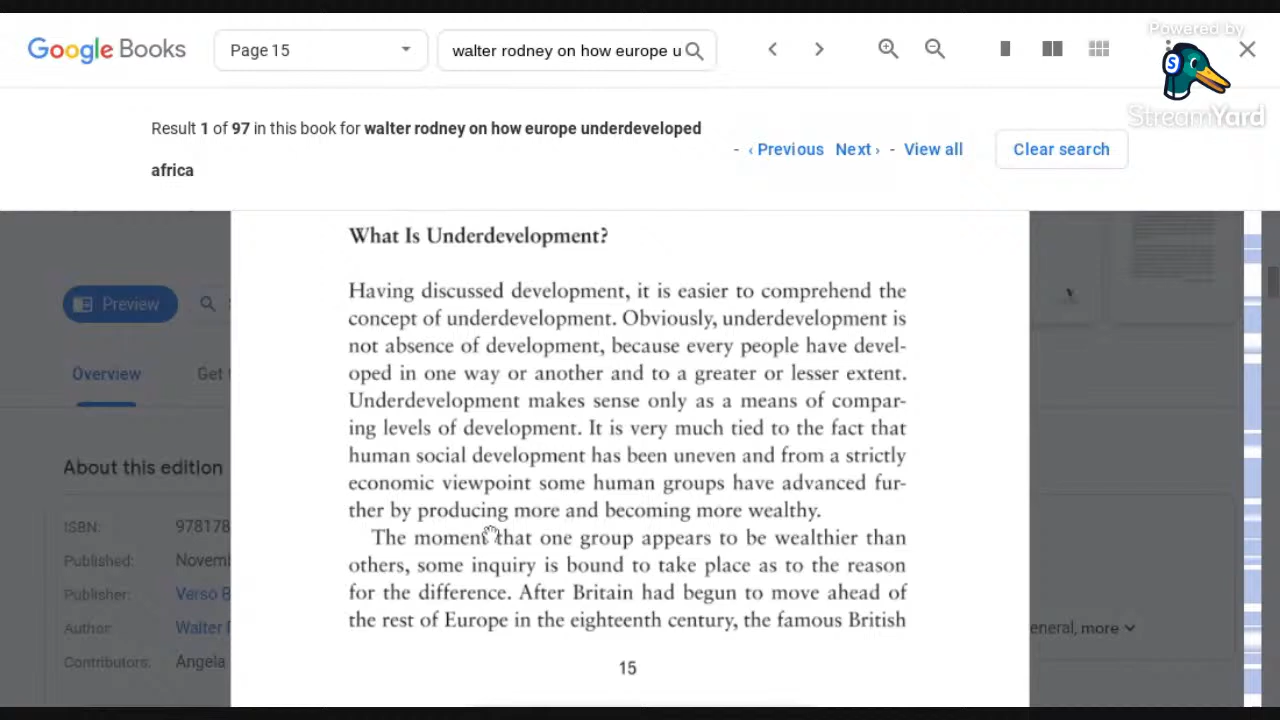 Powered by
StreamYard
Google Books
Page 15
walter rodney on how europe u
Result 1 of 97 in this book for walter rodney on how europe underdeveloped
africa
- ‹ Previous Next › - View all
Clear search
What Is Underdevelopment?
Having discussed development, it is easier to comprehend the
concept of underdevelopment. Obviously, underdevelopment is
not absence of development, because every people have devel-
oped in one way or another and to a greater or lesser extent.
Underdevelopment makes sense only as a means of compar-
ing levels of development. It is very much tied to the fact that
human social development has been uneven and from a strictly
economic viewpoint some human groups have advanced fur-
ther by producing more and becoming more wealthy.
The moment that one group appears to be wealthier than
others, some inquiry is bound to take place as to the reason
for the difference. After Britain had begun to move ahead of
the rest of Europe in the eighteenth century, the famous British
15
Preview
Overview
Get
About this edition
ISBN: 978178
Published: Novem
Publisher: Verso B
Author: Walter
Contributors: Angela
eneral, more